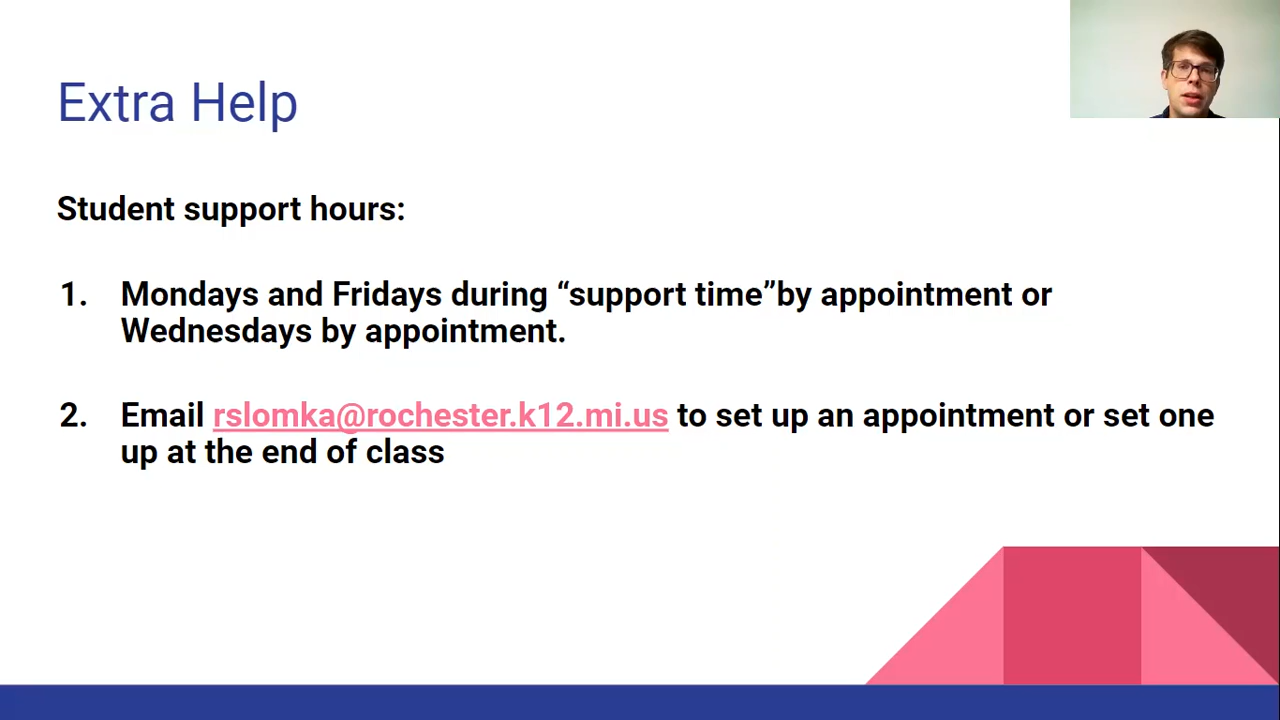 Extra Help
Student support hours:
1. Mondays and Fridays during “support time”by appointment or
Wednesdays by appointment.
2. Email rslomka@rochester.k12.mi.us to set up an appointment or set one
up at the end of class